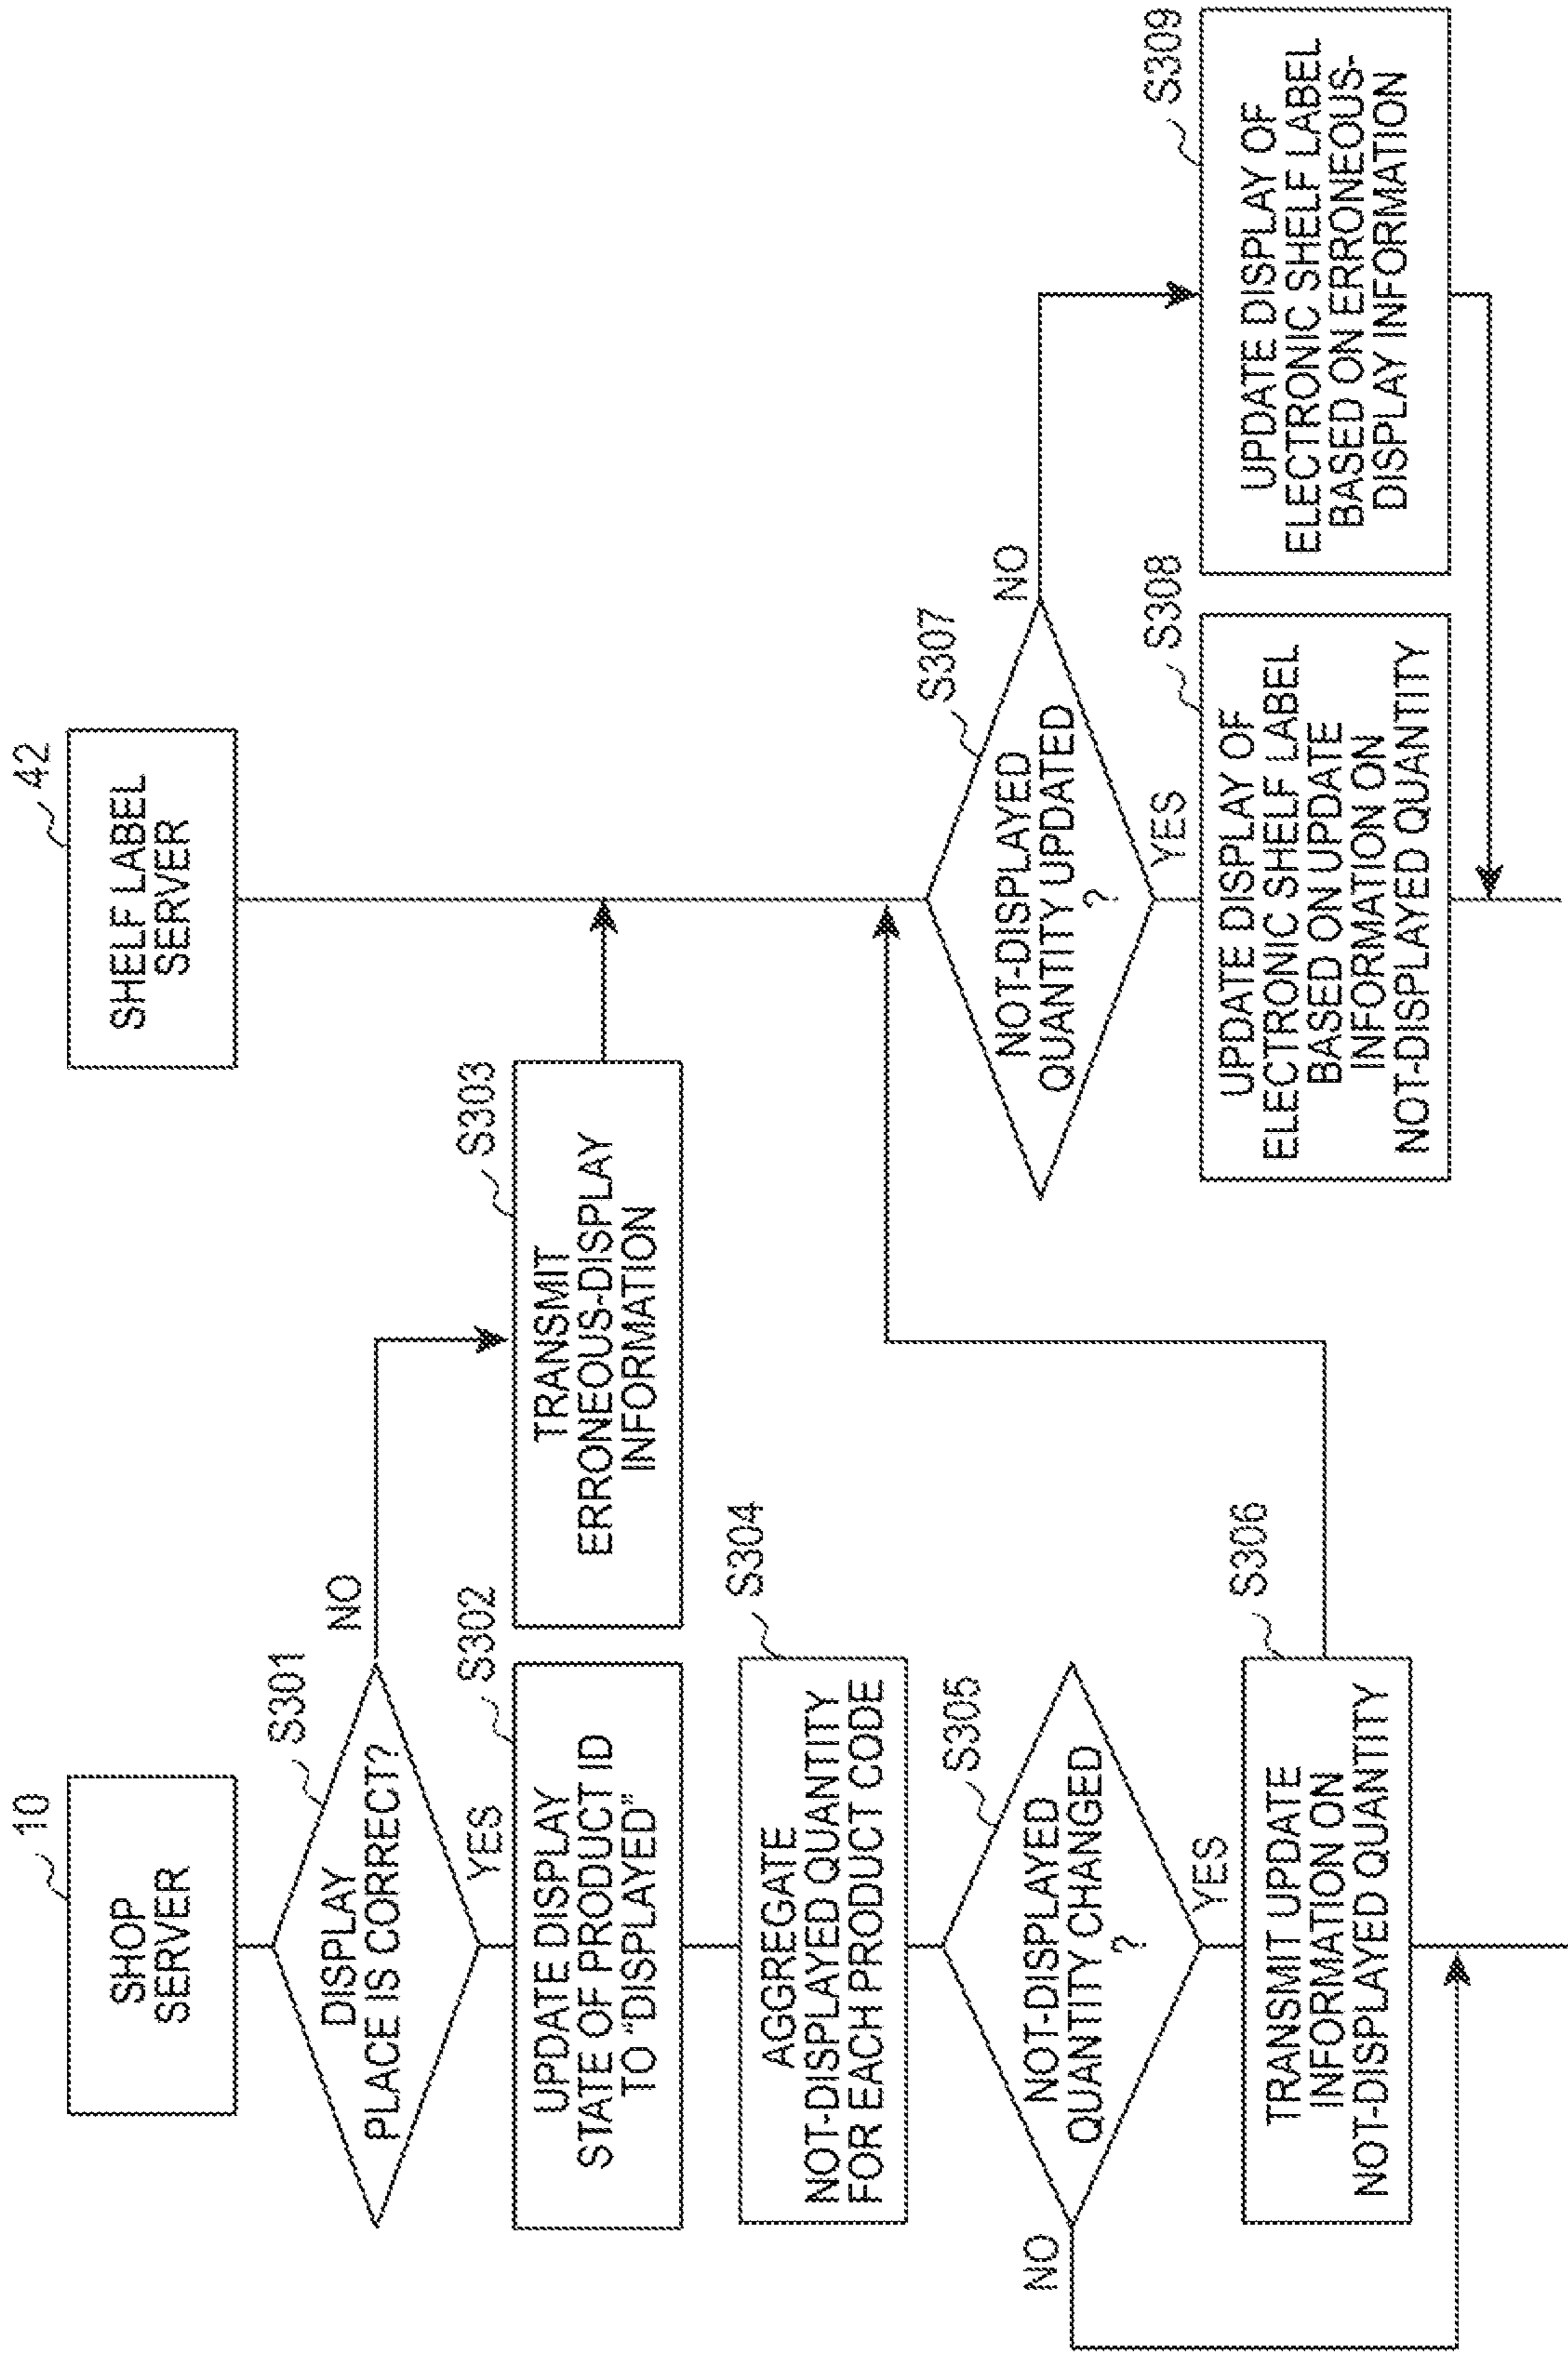 10
SHOP
SERVER
42
SHELF LABEL
SERVER
S301
DISPLAY
PLACE IS CORRECT?
NO
YES
S302
UPDATE DISPLAY
STATE OF PRODUCT ID
TO “DISPLAYED”
S303
TRANSMIT
ERRONEOUS-DISPLAY
INFORMATION
S304
AGGREGATE
NOT-DISPLAYED QUANTITY
FOR EACH PRODUCT CODE
S305
NOT-DISPLAYED
QUANTITY CHANGED
?
NO
YES
S306
TRANSMIT UPDATE
INFORMATION ON
NOT-DISPLAYED QUANTITY
S307
NOT-DISPLAYED
QUANTITY UPDATED
?
NO
YES
S308
UPDATE DISPLAY OF
ELECTRONIC SHELF LABEL
BASED ON UPDATE
INFORMATION ON
NOT-DISPLAYED QUANTITY
S309
UPDATE DISPLAY OF
ELECTRONIC SHELF LABEL
BASED ON ERRONEOUS-
DISPLAY INFORMATION